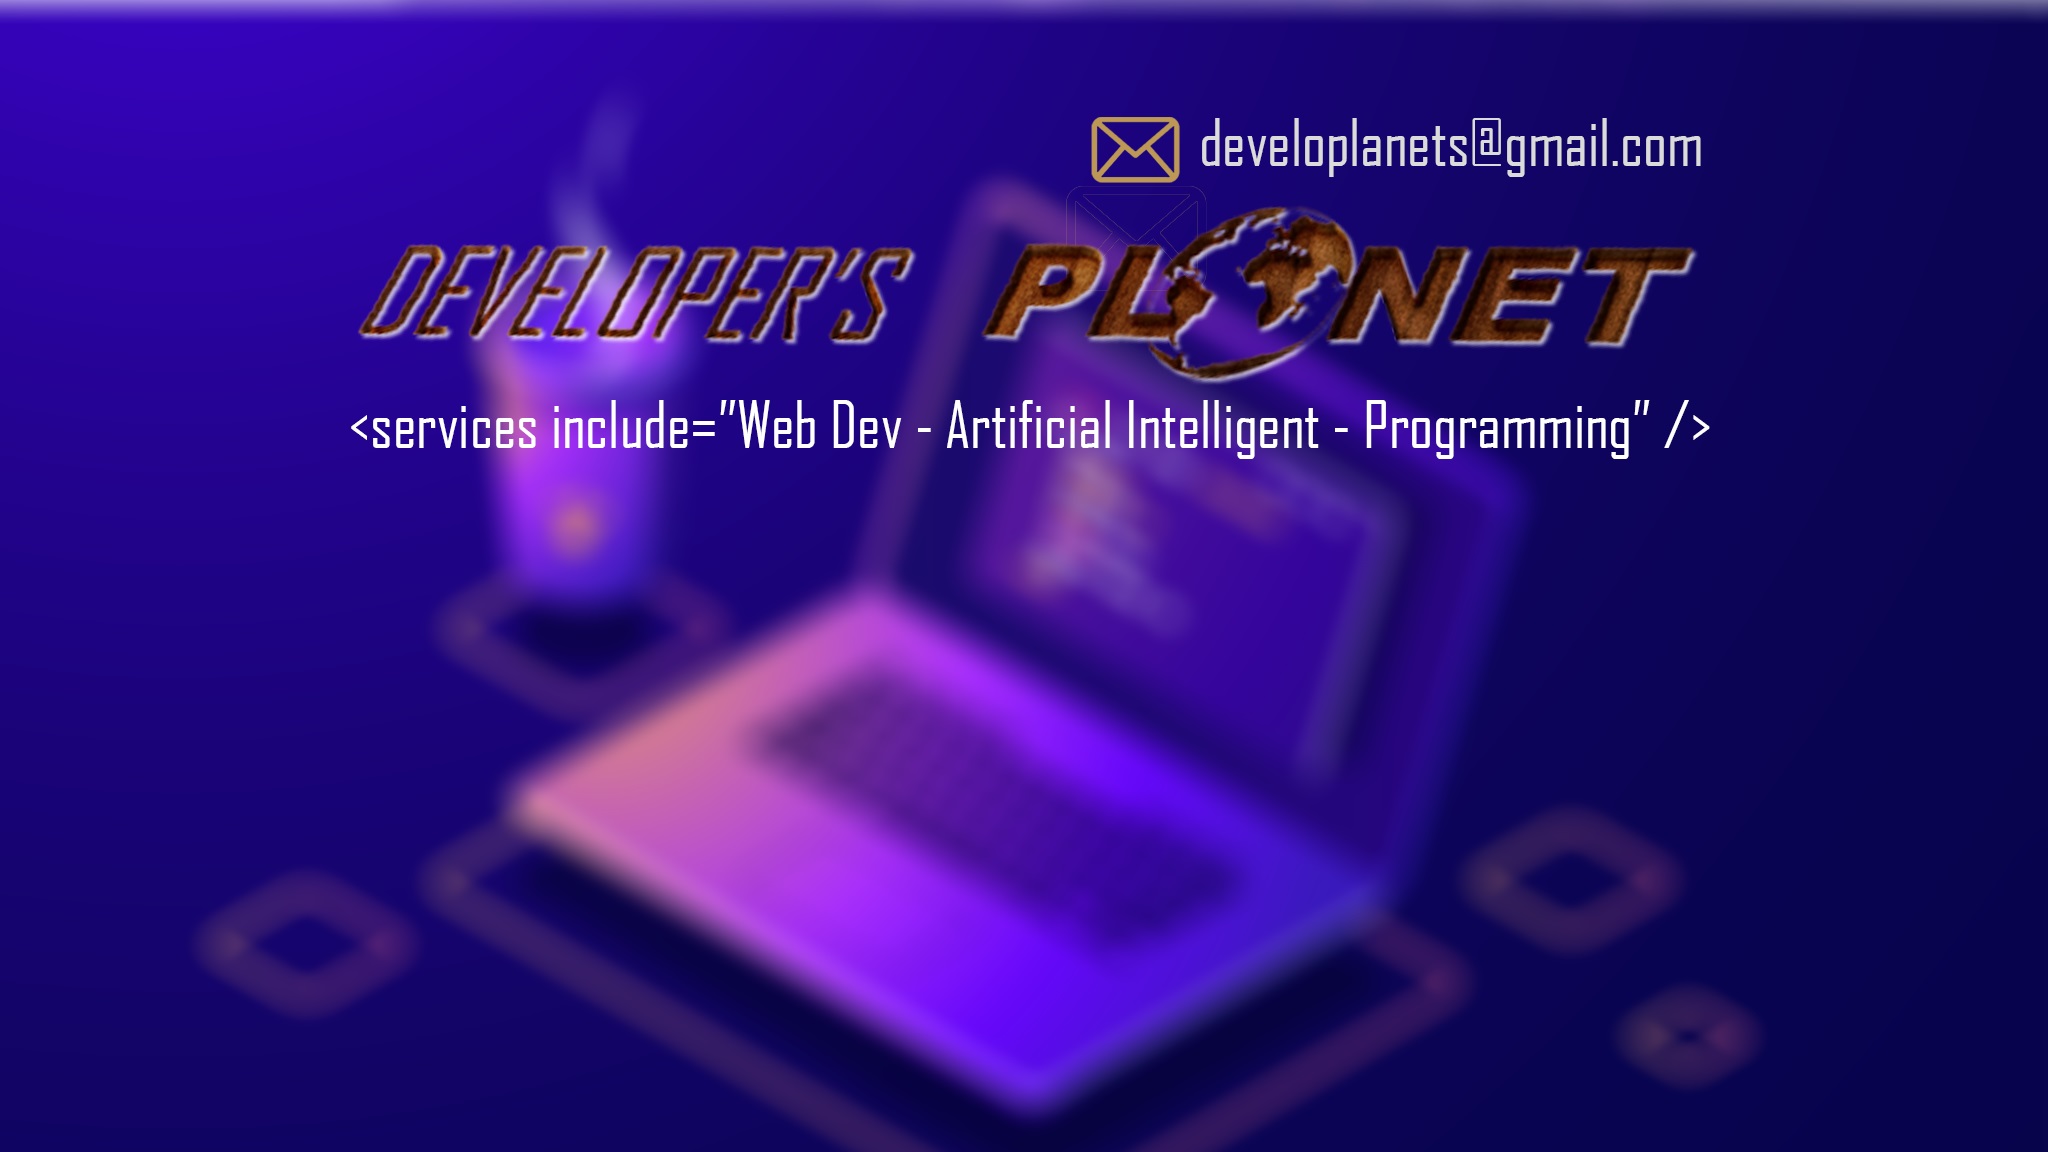 developlanets@gmail.com
DEVELOPER'S PLANET
<services include="Web Dev - Artificial Intelligent - Programming" />